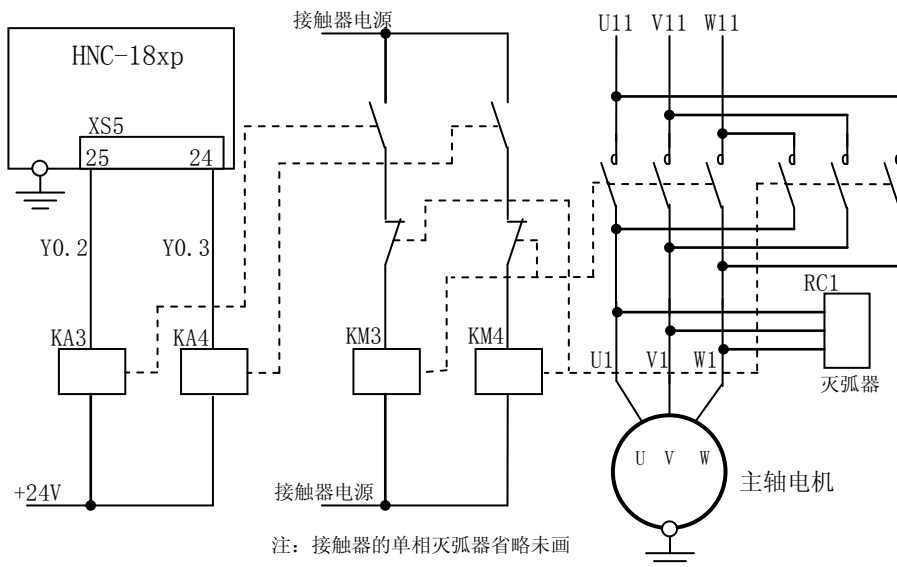 接触器电源
U11 V11 W11
HNC-18xp
XS5
25 24
Y0.2 Y0.3
RC1
KA3 KA4 KM3 KM4
U1 V1 W1
灭弧器
U V W
主轴电机
+24V
接触器电源
注：接触器的单相灭弧器省略未画